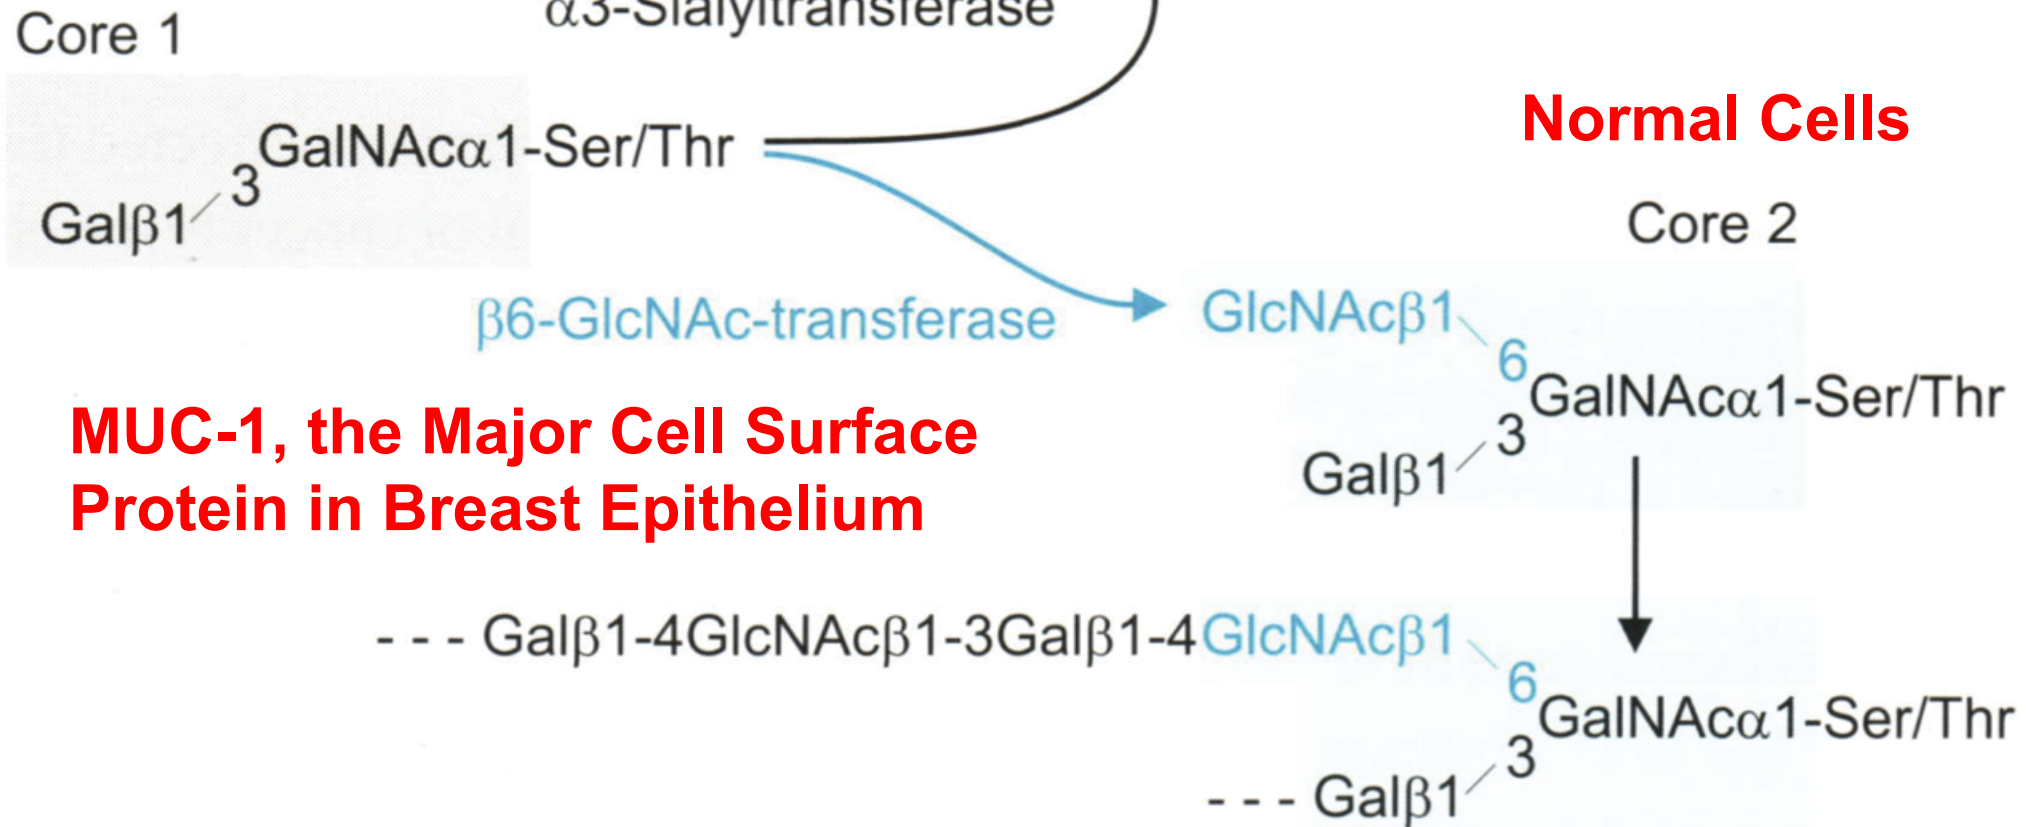 α3-Sialyltransferase
Core 1
Normal Cells
GalNAcα1-Ser/Thr
3
Galβ1
Core 2
β6-GlcNAc-transferase
GlcNAcβ1
6
GalNAcα1-Ser/Thr
3
Galβ1
MUC-1, the Major Cell Surface
Protein in Breast Epithelium
- - - Galβ1-4GlcNAcβ1-3Galβ1-4GlcNAcβ1
6
GalNAcα1-Ser/Thr
3
- - - Galβ1